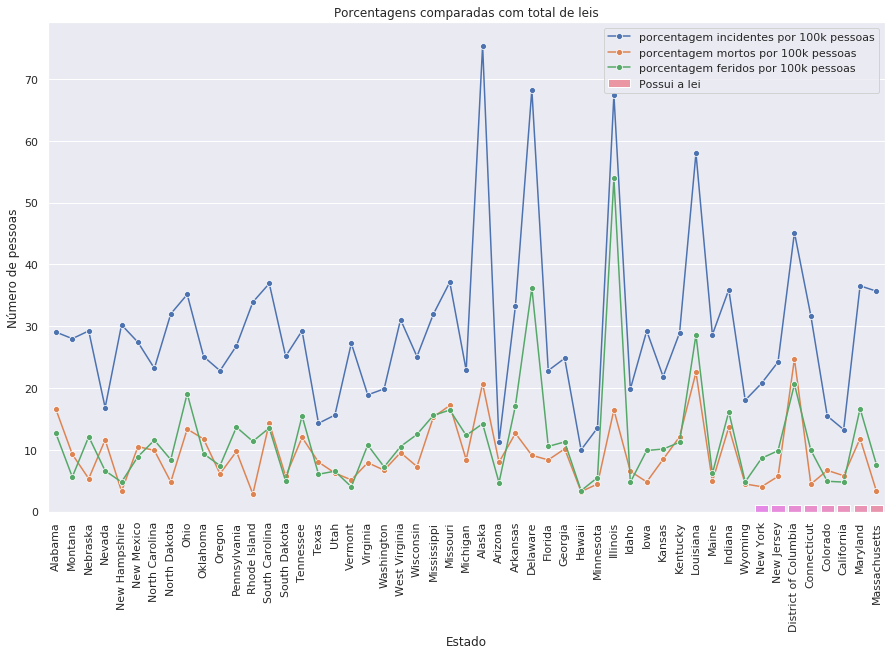 Porcentagens comparadas com total de leis
porcentagem incidentes por 100k pessoas
porcentagem mortos por 100k pessoas
porcentagem feridos por 100k pessoas
Possui a lei
Número de pessoas
70
60
50
40
30
20
10
0
Alabama
Montana
Nebraska
Nevada
New Hampshire
New Mexico
North Carolina
North Dakota
Ohio
Oklahoma
Oregon
Pennsylvania
Rhode Island
South Carolina
South Dakota
Tennessee
Texas
Utah
Vermont
Virginia
Washington
West Virginia
Wisconsin
Mississippi
Missouri
Michigan
Alaska
Arizona
Arkansas
Delaware
Florida
Georgia
Hawaii
Minnesota
Illinois
Idaho
Iowa
Kansas
Kentucky
Louisiana
Maine
Indiana
Wyoming
New York
New Jersey
District of Columbia
Connecticut
Colorado
California
Maryland
Massachusetts
Estado